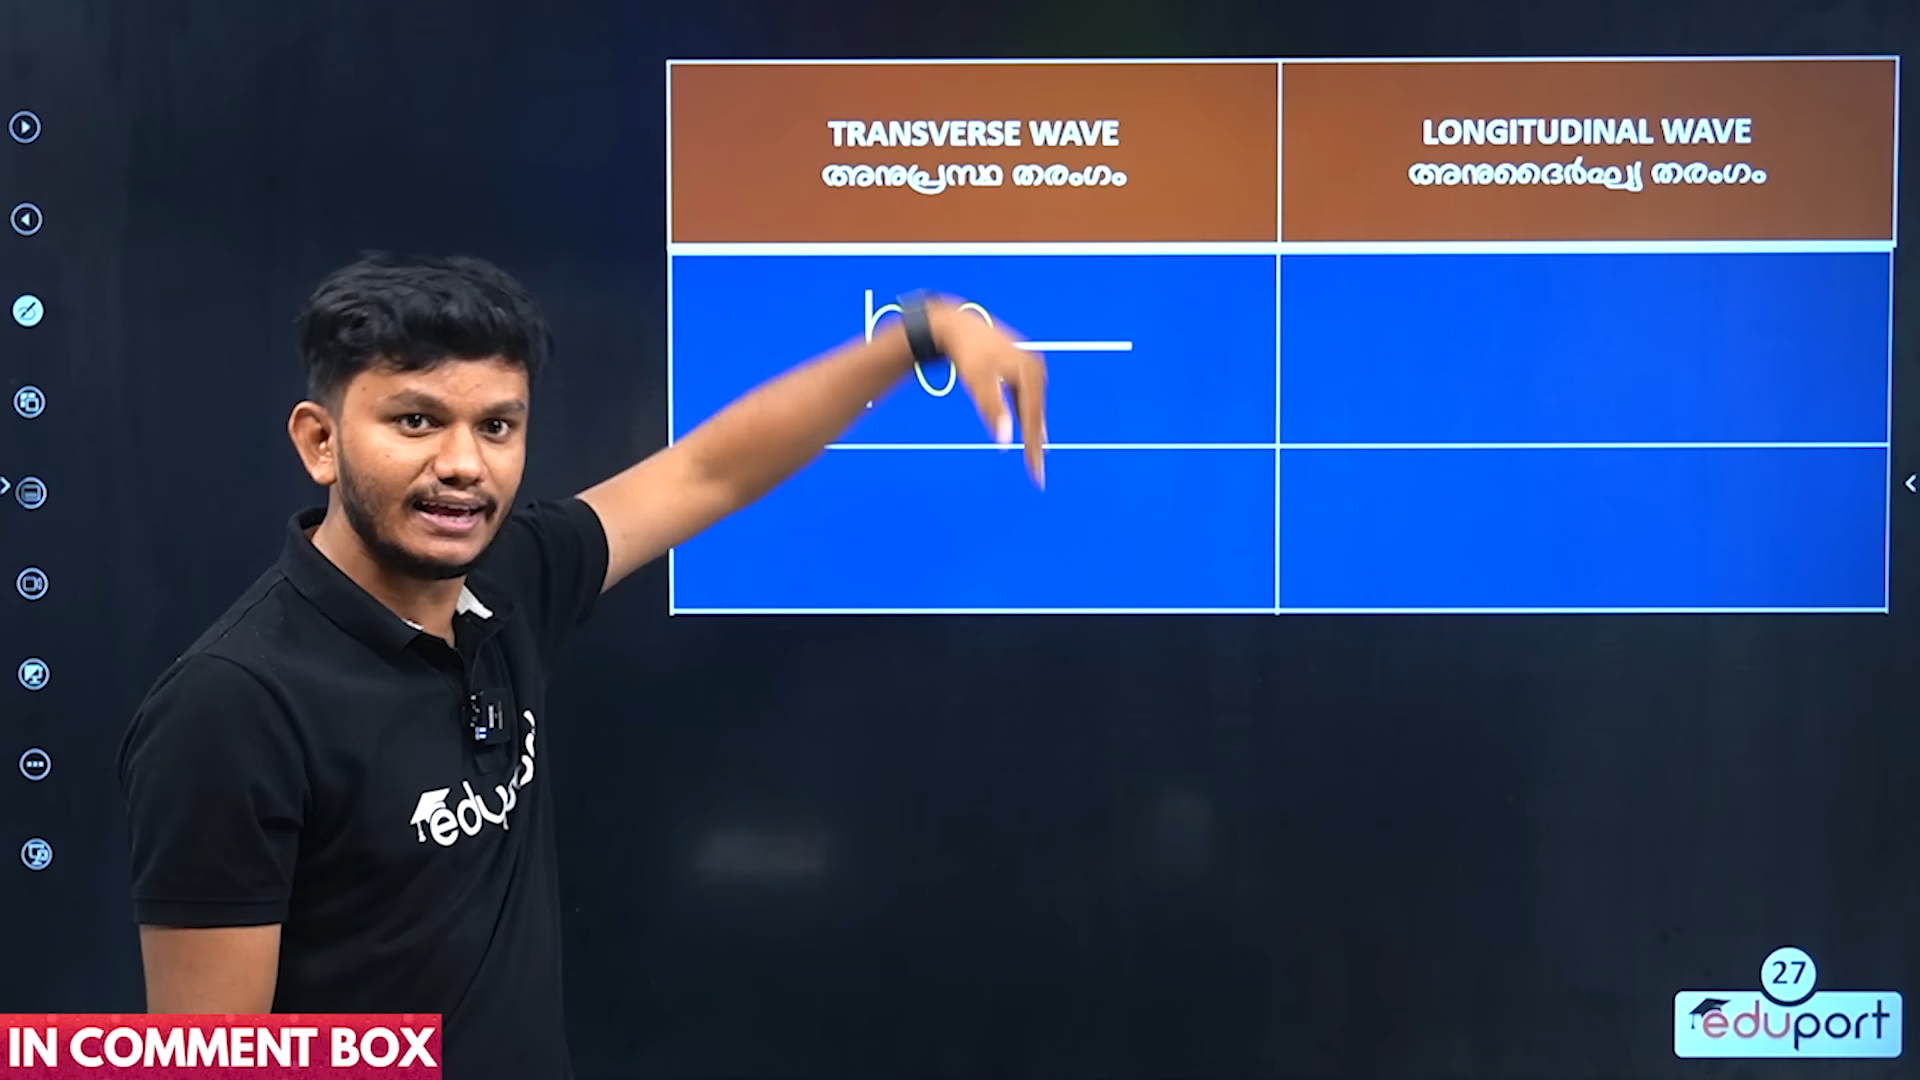 TRANSVERSE WAVE
അനുപ്രസ്ഥ തരംഗം
LONGITUDINAL WAVE
അനുദൈർഘ്യ തരംഗം
27
eduport
IN COMMENT BOX